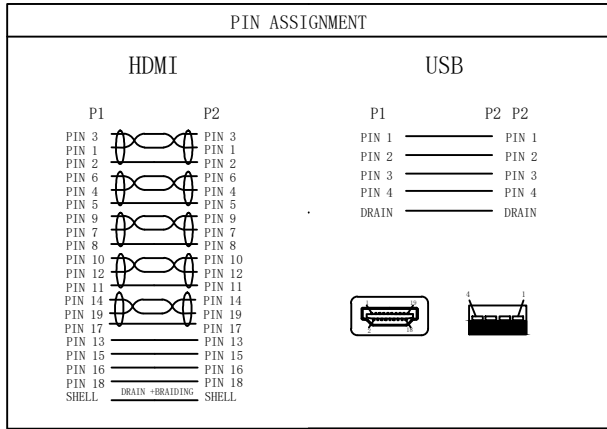 PIN ASSIGNMENT
HDMI
P1 P2
PIN 3 PIN 3
PIN 1 PIN 1
PIN 2 PIN 2
PIN 6 PIN 6
PIN 4 PIN 4
PIN 5 PIN 5
PIN 9 PIN 9
PIN 7 PIN 7
PIN 8 PIN 8
PIN 10 PIN 10
PIN 12 PIN 12
PIN 11 PIN 11
PIN 14 PIN 14
PIN 19 PIN 19
PIN 17 PIN 17
PIN 13 PIN 13
PIN 15 PIN 15
PIN 16 PIN 16
PIN 18 PIN 18
SHELL DRAIN +BRAIDING SHELL
USB
P1 P2 P2
PIN 1 PIN 1
PIN 2 PIN 2
PIN 3 PIN 3
PIN 4 PIN 4
DRAIN DRAIN
1 19
2 18
4 1